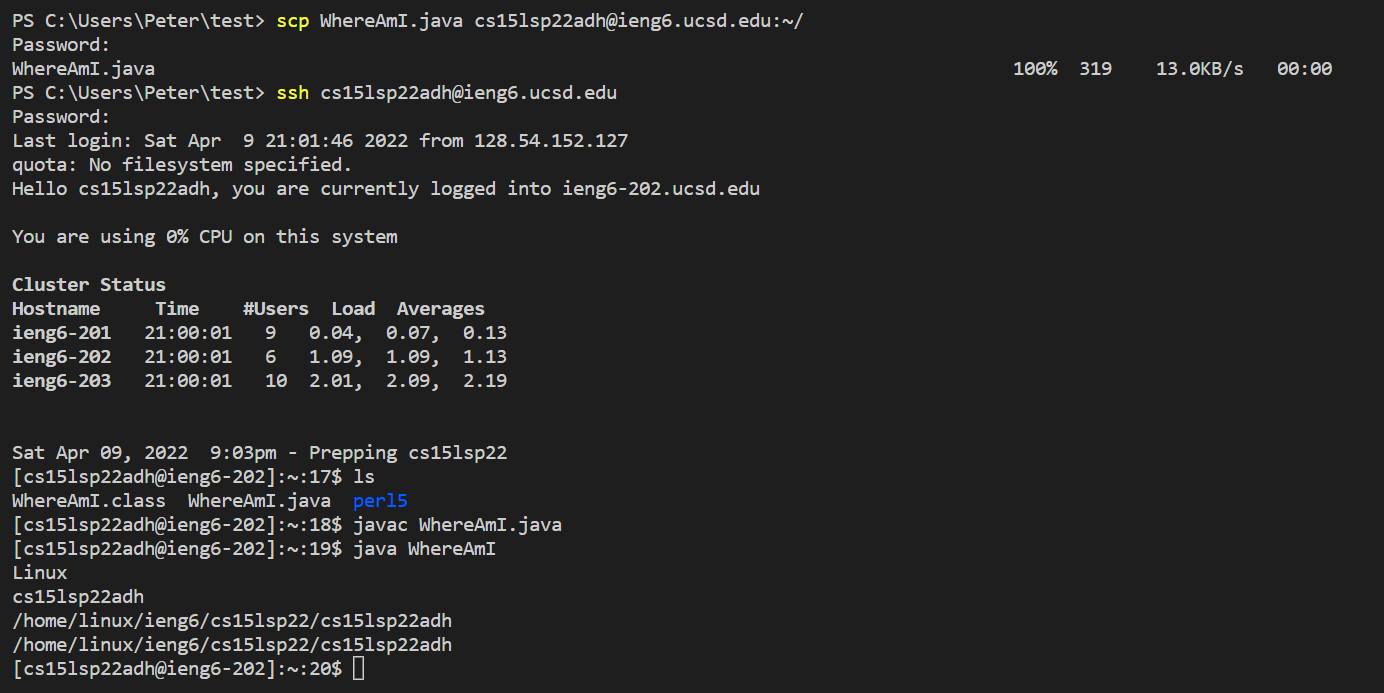 PS C:\Users\Peter\test> scp WhereAmI.java cs15lsp22adh@ieng6.ucsd.edu:~/
Password:
WhereAmI.java 100% 319 13.0KB/s 00:00
PS C:\Users\Peter\test> ssh cs15lsp22adh@ieng6.ucsd.edu
Password:
Last login: Sat Apr  9 21:01:46 2022 from 128.54.152.127
quota: No filesystem specified.
Hello cs15lsp22adh, you are currently logged into ieng6-202.ucsd.edu
You are using 0% CPU on this system
Cluster Status
Hostname     Time    #Users  Load  Averages
ieng6-201   21:00:01   9   0.04,  0.07,  0.13
ieng6-202   21:00:01   6   1.09,  1.09,  1.13
ieng6-203   21:00:01   10  2.01,  2.09,  2.19
Sat Apr 09, 2022  9:03pm - Prepping cs15lsp22
[cs15lsp22adh@ieng6-202]:~:17$ ls
WhereAmI.class  WhereAmI.java  perl5
[cs15lsp22adh@ieng6-202]:~:18$ javac WhereAmI.java
[cs15lsp22adh@ieng6-202]:~:19$ java WhereAmI
Linux
cs15lsp22adh
/home/linux/ieng6/cs15lsp22/cs15lsp22adh
/home/linux/ieng6/cs15lsp22/cs15lsp22adh
[cs15lsp22adh@ieng6-202]:~:20$